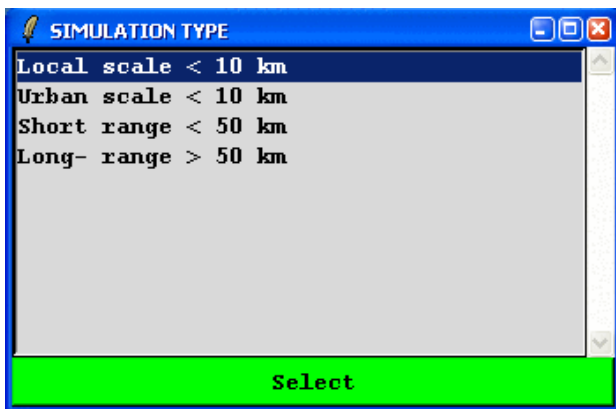 SIMULATION TYPE
Local scale < 10 km
Urban scale < 10 km
Short range < 50 km
Long- range > 50 km
Select